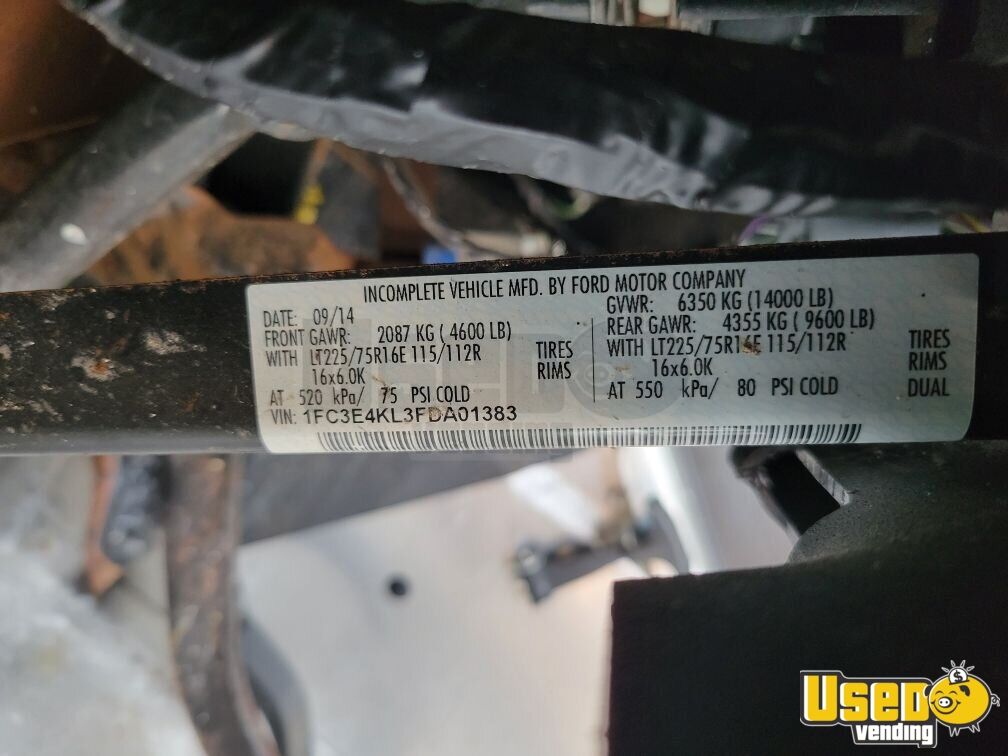 INCOMPLETE VEHICLE MFD. BY FORD MOTOR COMPANY
DATE: 09/14
FRONT GAWR: 2087 KG ( 4600 LB)
WITH LT225/75R16E 115/112R
16x6.0K
TIRES
RIMS
AT 520 kPa/ 75 PSI COLD
VIN: 1FC3E4KL3FDA01383
GVWR: 6350 KG (14000 LB)
REAR GAWR: 4355 KG ( 9600 LB)
WITH LT225/75R16E 115/112R
16x6.0K
TIRES
RIMS
AT 550 kPa/ 80 PSI COLD
DUAL
USED
vending